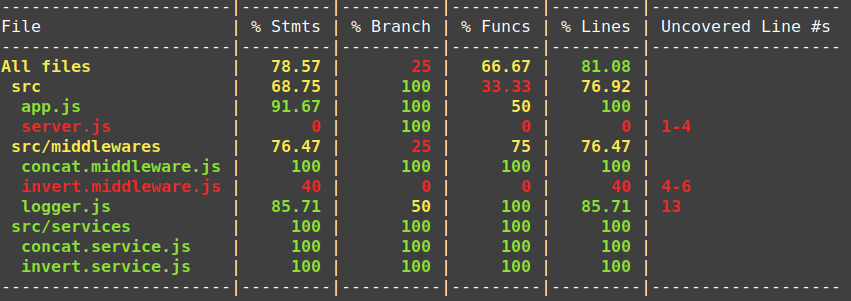 -----------------------|---------|----------|---------|---------|-------------------
File                   | % Stmts | % Branch | % Funcs | % Lines | Uncovered Line #s
-----------------------|---------|----------|---------|---------|-------------------
All files              |   78.57 |       25 |   66.67 |   81.08 |
 src                   |   68.75 |      100 |   33.33 |   76.92 |
  app.js               |   91.67 |      100 |      50 |     100 |
  server.js            |       0 |      100 |       0 |       0 | 1-4
 src/middlewares       |   76.47 |       25 |      75 |   76.47 |
  concat.middleware.js |     100 |      100 |     100 |     100 |
  invert.middleware.js |      40 |        0 |       0 |      40 | 4-6
  logger.js            |   85.71 |       50 |     100 |   85.71 | 13
 src/services          |     100 |      100 |     100 |     100 |
  concat.service.js    |     100 |      100 |     100 |     100 |
  invert.service.js    |     100 |      100 |     100 |     100 |
-----------------------|---------|----------|---------|---------|-------------------